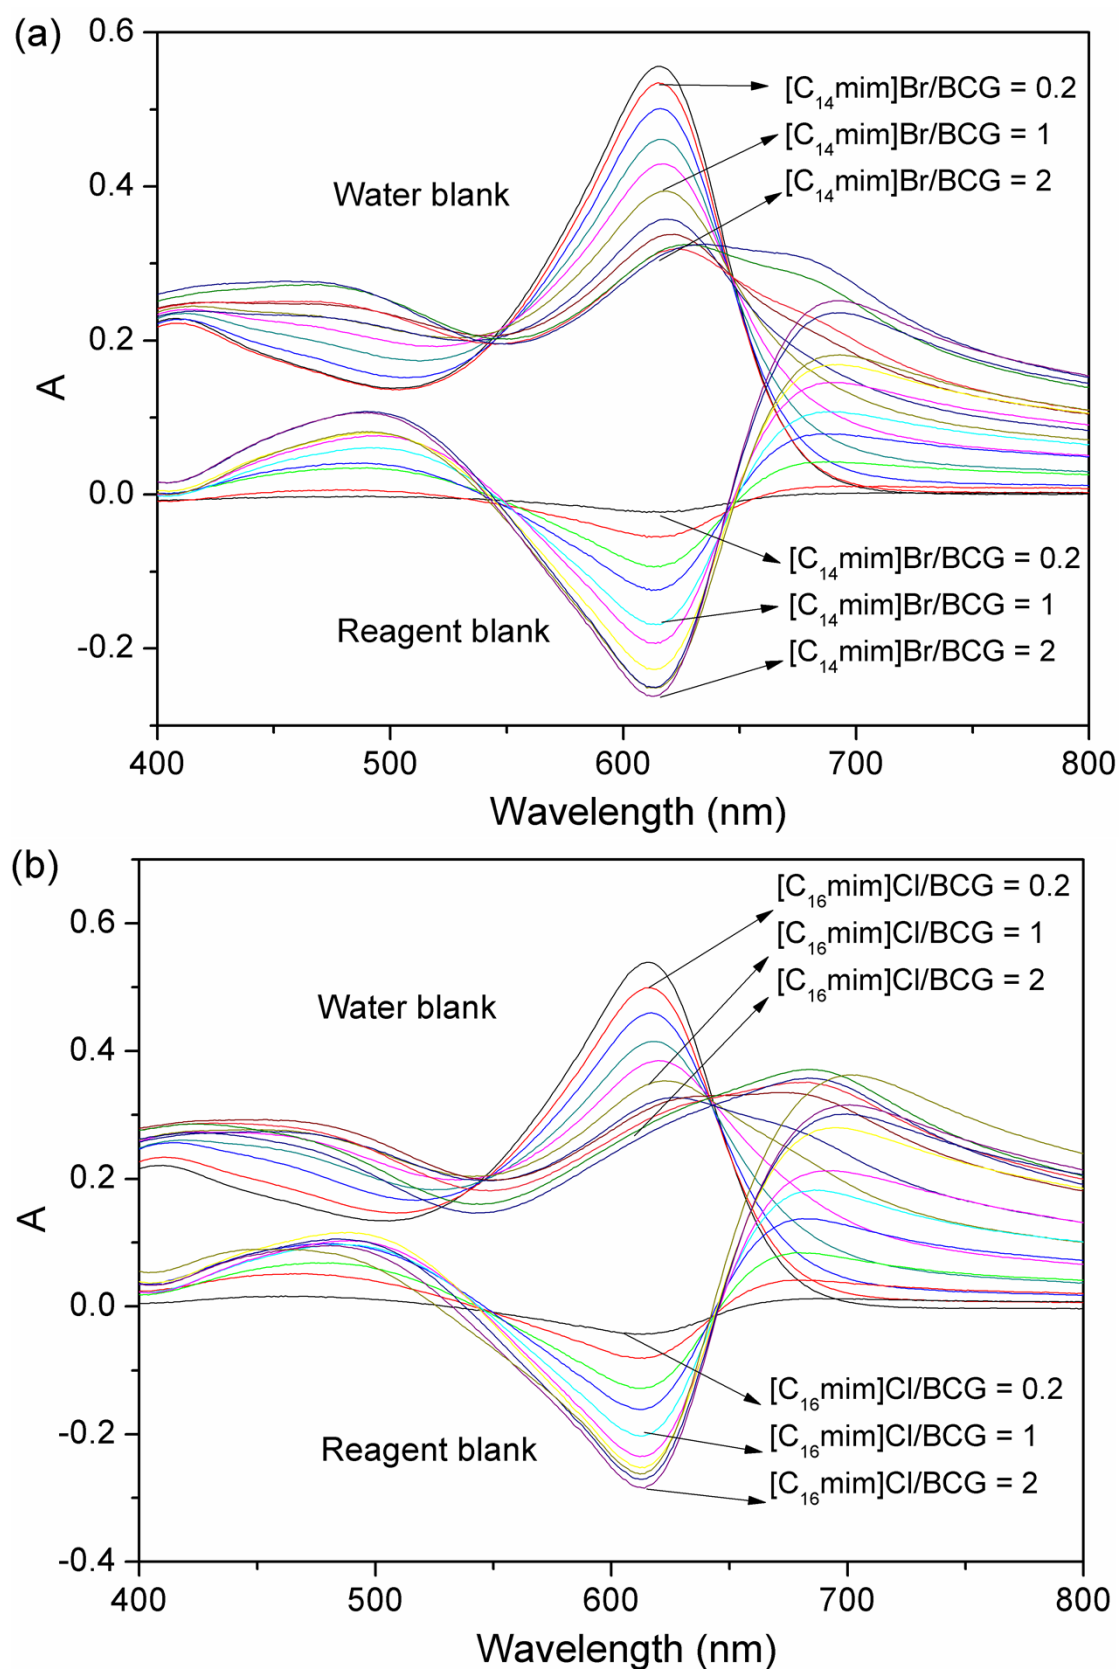 (a)
0.6
[C₁₄mim]Br/BCG = 0.2
[C₁₄mim]Br/BCG = 1
[C₁₄mim]Br/BCG = 2
Water blank
0.4
0.2
A
0.0
[C₁₄mim]Br/BCG = 0.2
[C₁₄mim]Br/BCG = 1
[C₁₄mim]Br/BCG = 2
Reagent blank
-0.2
400 500 600 700 800
Wavelength (nm)
(b)
[C₁₆mim]Cl/BCG = 0.2
[C₁₆mim]Cl/BCG = 1
[C₁₆mim]Cl/BCG = 2
0.6
Water blank
0.4
0.2
A
0.0
[C₁₆mim]Cl/BCG = 0.2
[C₁₆mim]Cl/BCG = 1
[C₁₆mim]Cl/BCG = 2
-0.2
Reagent blank
-0.4
400 500 600 700 800
Wavelength (nm)